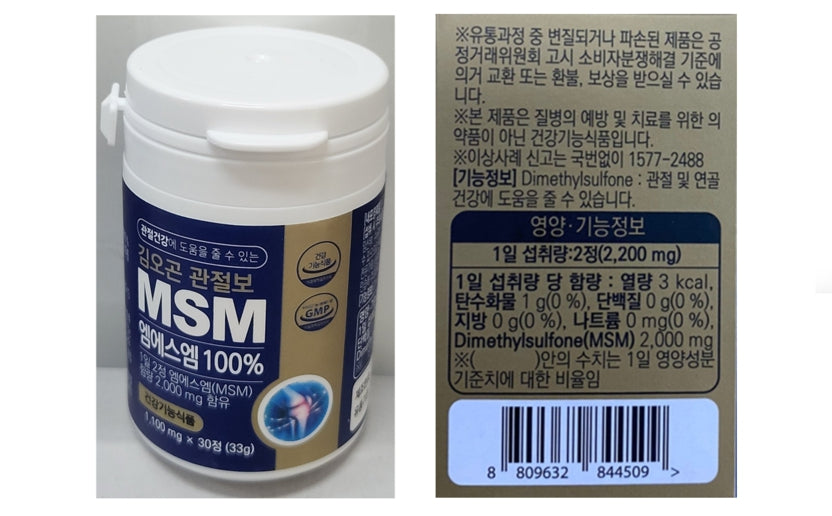 관절건강에 도움을 줄 수 있는
김오곤 관절보
MSM
엠에스엠 100%
1일 2정 엠에스엠(MSM)
함량 2,000 mg 함유
건강기능식품
1,100 mg × 30정 (33g)
건강
기능식품
GMP
※유통과정 중 변질되거나 파손된 제품은 공
정거래위원회 고시 소비자분쟁해결 기준에
의거 교환 또는 환불, 보상을 받으실 수 있습
니다.
※본 제품은 질병의 예방 및 치료를 위한 의
약품이 아닌 건강기능식품입니다.
※이상사례 신고는 국번없이 1577-2488
[기능정보] Dimethylsulfone : 관절 및 연골
건강에 도움을 줄 수 있습니다.
영양·기능정보
1일 섭취량:2정(2,200 mg)
1일 섭취량 당 함량 : 열량 3 kcal,
탄수화물 1 g(0 %), 단백질 0 g(0 %),
지방 0 g(0 %), 나트륨 0 mg(0 %),
Dimethylsulfone(MSM) 2,000 mg
※( )안의 수치는 1일 영양성분
기준치에 대한 비율임
8 809632 844509 >